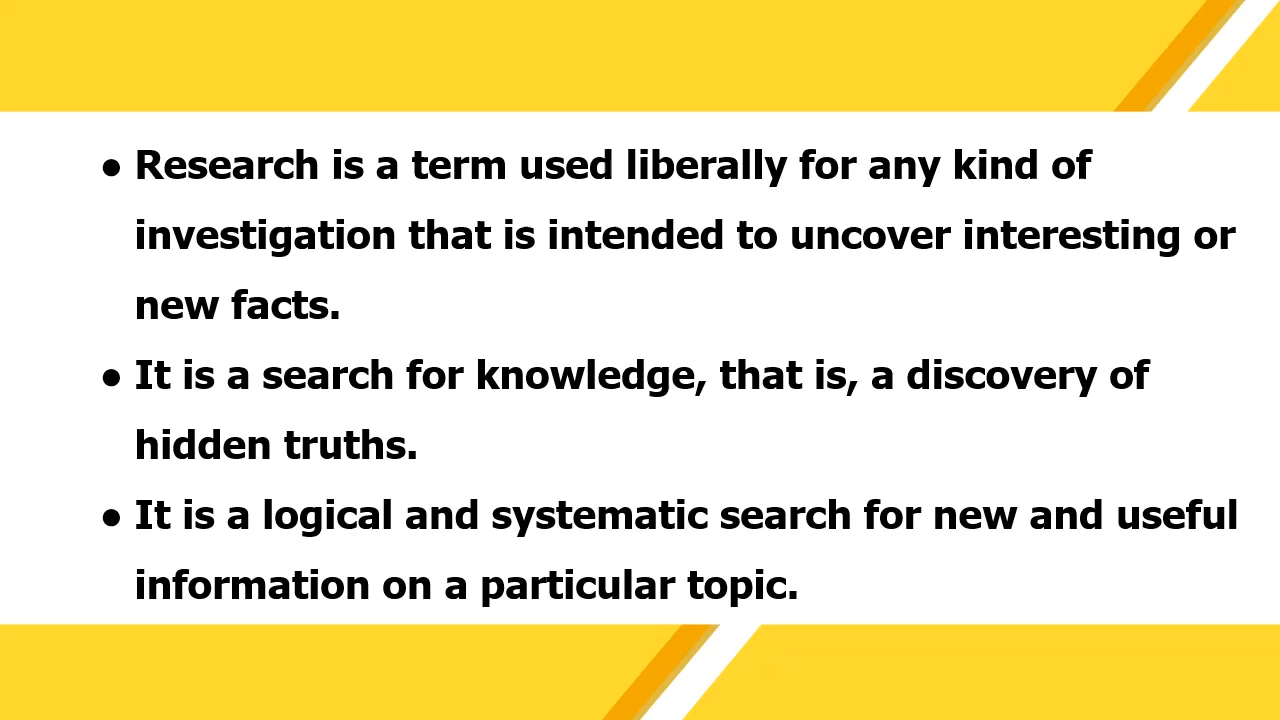 ● Research is a term used liberally for any kind of
investigation that is intended to uncover interesting or
new facts.
● It is a search for knowledge, that is, a discovery of
hidden truths.
● It is a logical and systematic search for new and useful
information on a particular topic.